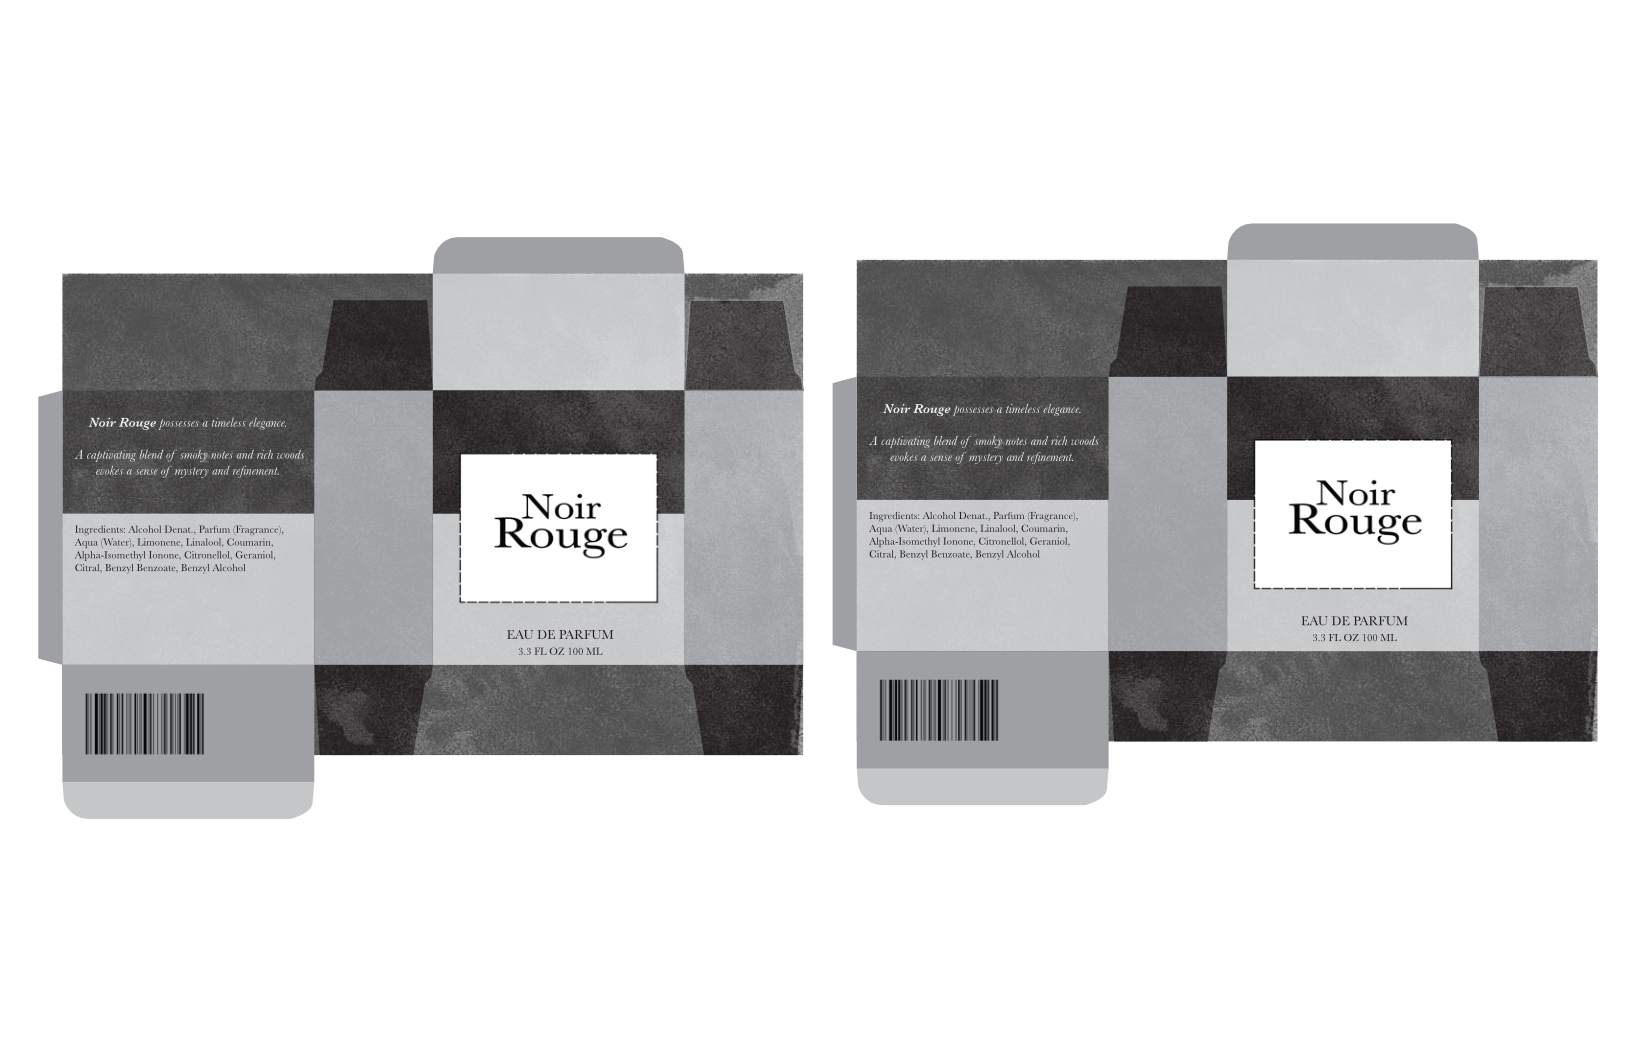 Noir Rouge possesses a timeless elegance.
A captivating blend of smoky notes and rich woods
evokes a sense of mystery and refinement.
Ingredients: Alcohol Denat., Parfum (Fragrance),
Aqua (Water), Limonene, Linalool, Coumarin,
Alpha-Isomethyl Ionone, Citronellol, Geraniol,
Citral, Benzyl Benzoate, Benzyl Alcohol
Noir
Rouge
EAU DE PARFUM
3.3 FL OZ 100 ML
Noir Rouge possesses a timeless elegance.
A captivating blend of smoky notes and rich woods
evokes a sense of mystery and refinement.
Ingredients: Alcohol Denat., Parfum (Fragrance),
Aqua (Water), Limonene, Linalool, Coumarin,
Alpha-Isomethyl Ionone, Citronellol, Geraniol,
Citral, Benzyl Benzoate, Benzyl Alcohol
Noir
Rouge
EAU DE PARFUM
3.3 FL OZ 100 ML